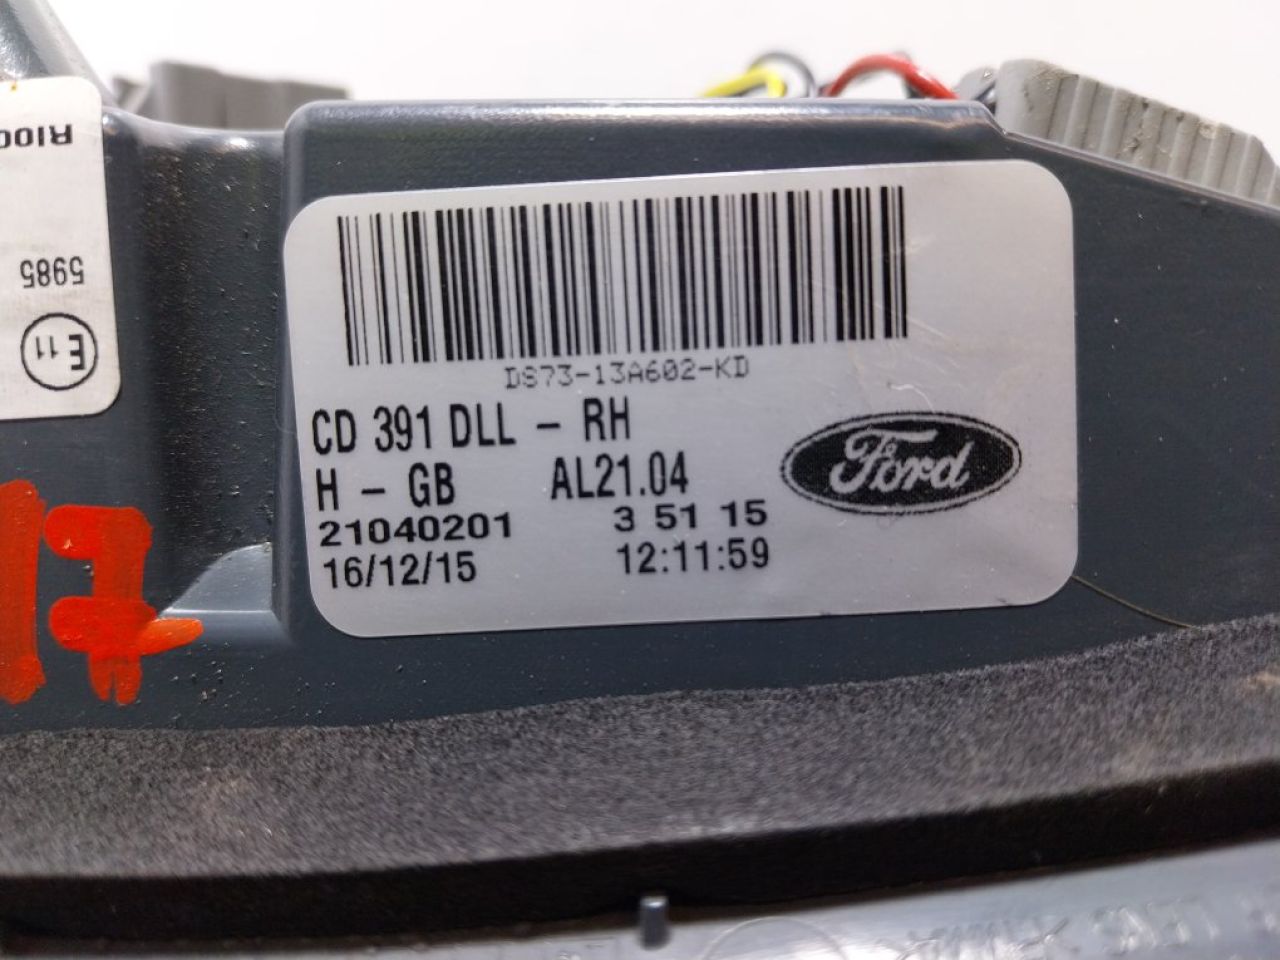 5985
E 11
DS73-13A602-KD
CD 391 DLL - RH
H - GB AL21.04
21040201 3 51 15
16/12/15 12:11:59
Ford
17